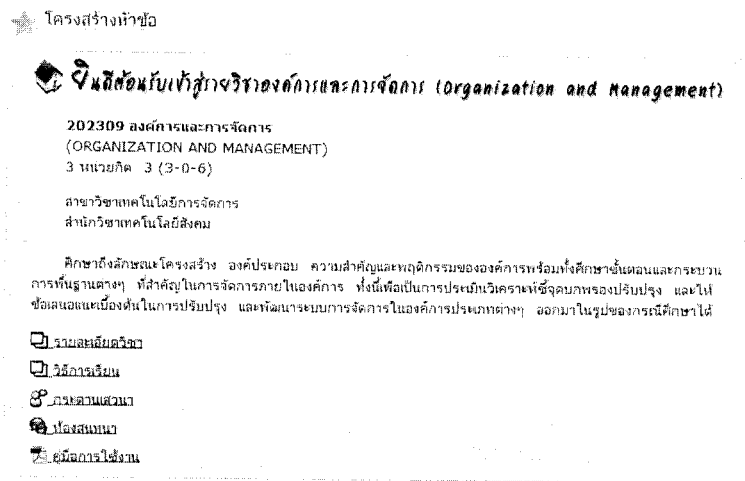 โครงสร้างหัวข้อ
ยินดีต้อนรับเข้าสู่รายวิชาองค์การและการจัดการ (Organization and Management)
202309 องค์การและการจัดการ
(ORGANIZATION AND MANAGEMENT)
3 หน่วยกิต 3 (3-0-6)
สาขาวิชาเทคโนโลยีการจัดการ
สำนักวิชาเทคโนโลยีสังคม
ศึกษาถึงลักษณะโครงสร้าง องค์ประกอบ ความสำคัญและพฤติกรรมขององค์การพร้อมทั้งศึกษาขั้นตอนและกระบวน
การพื้นฐานต่างๆ ที่สำคัญในการจัดการภายในองค์การ ทั้งนี้เพื่อเป็นการประเมินวิเคราะห์ชี้จุดบกพรองปรับปรุง และให้
ข้อเสนอแนะเบื้องต้นในการปรับปรุง และพัฒนาระบบการจัดการในองค์การประเภทต่างๆ ออกมาในรูปของกรณีศึกษาได้
รายละเอียดวิชา
วิธีการเรียน
กระดานเสวนา
ห้องสนทนา
คู่มือการใช้งาน